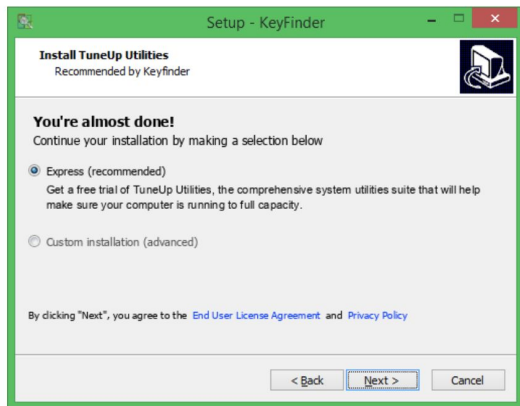 Setup - KeyFinder
Install TuneUp Utilities
Recommended by Keyfinder
You're almost done!
Continue your installation by making a selection below
Express (recommended)
Get a free trial of TuneUp Utilities, the comprehensive system utilities suite that will help
make sure your computer is running to full capacity.
Custom installation (advanced)
By clicking "Next", you agree to the End User License Agreement and Privacy Policy
< Back Next > Cancel